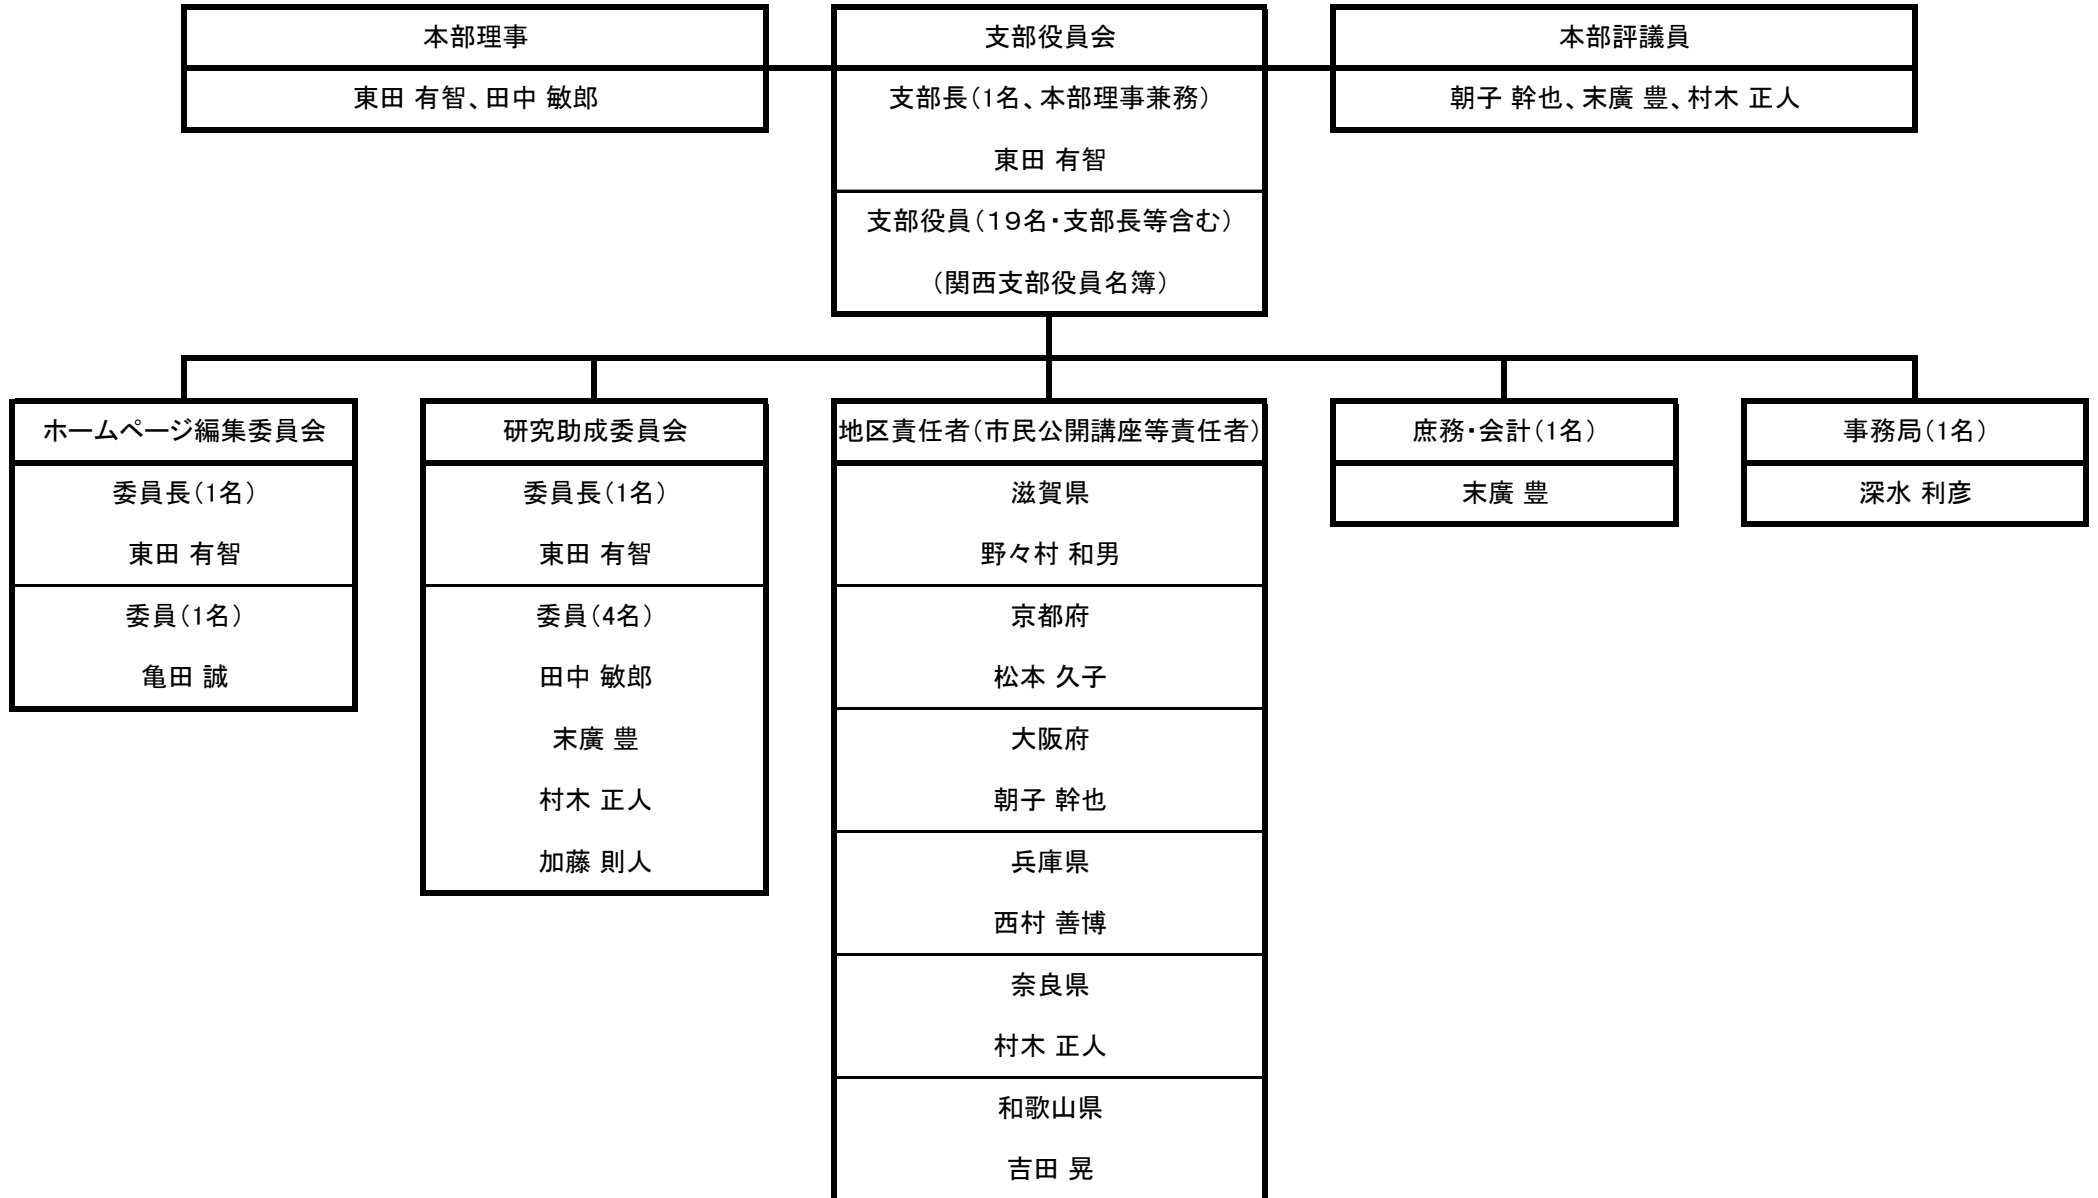 本部理事
東田 有智、田中 敏郎
支部役員会
支部長（1名、本部理事兼務）
東田 有智
支部役員（１９名・支部長等含む）
（関西支部役員名簿）
本部評議員
朝子 幹也、末廣 豊、村木 正人
ホームページ編集委員会
委員長（1名）
東田 有智
委員（1名）
亀田 誠
研究助成委員会
委員長（1名）
東田 有智
委員（4名）
田中 敏郎
末廣 豊
村木 正人
加藤 則人
地区責任者（市民公開講座等責任者）
滋賀県
野々村 和男
京都府
松本 久子
大阪府
朝子 幹也
兵庫県
西村 善博
奈良県
村木 正人
和歌山県
吉田 晃
庶務・会計（1名）
末廣 豊
事務局（1名）
深水 利彦